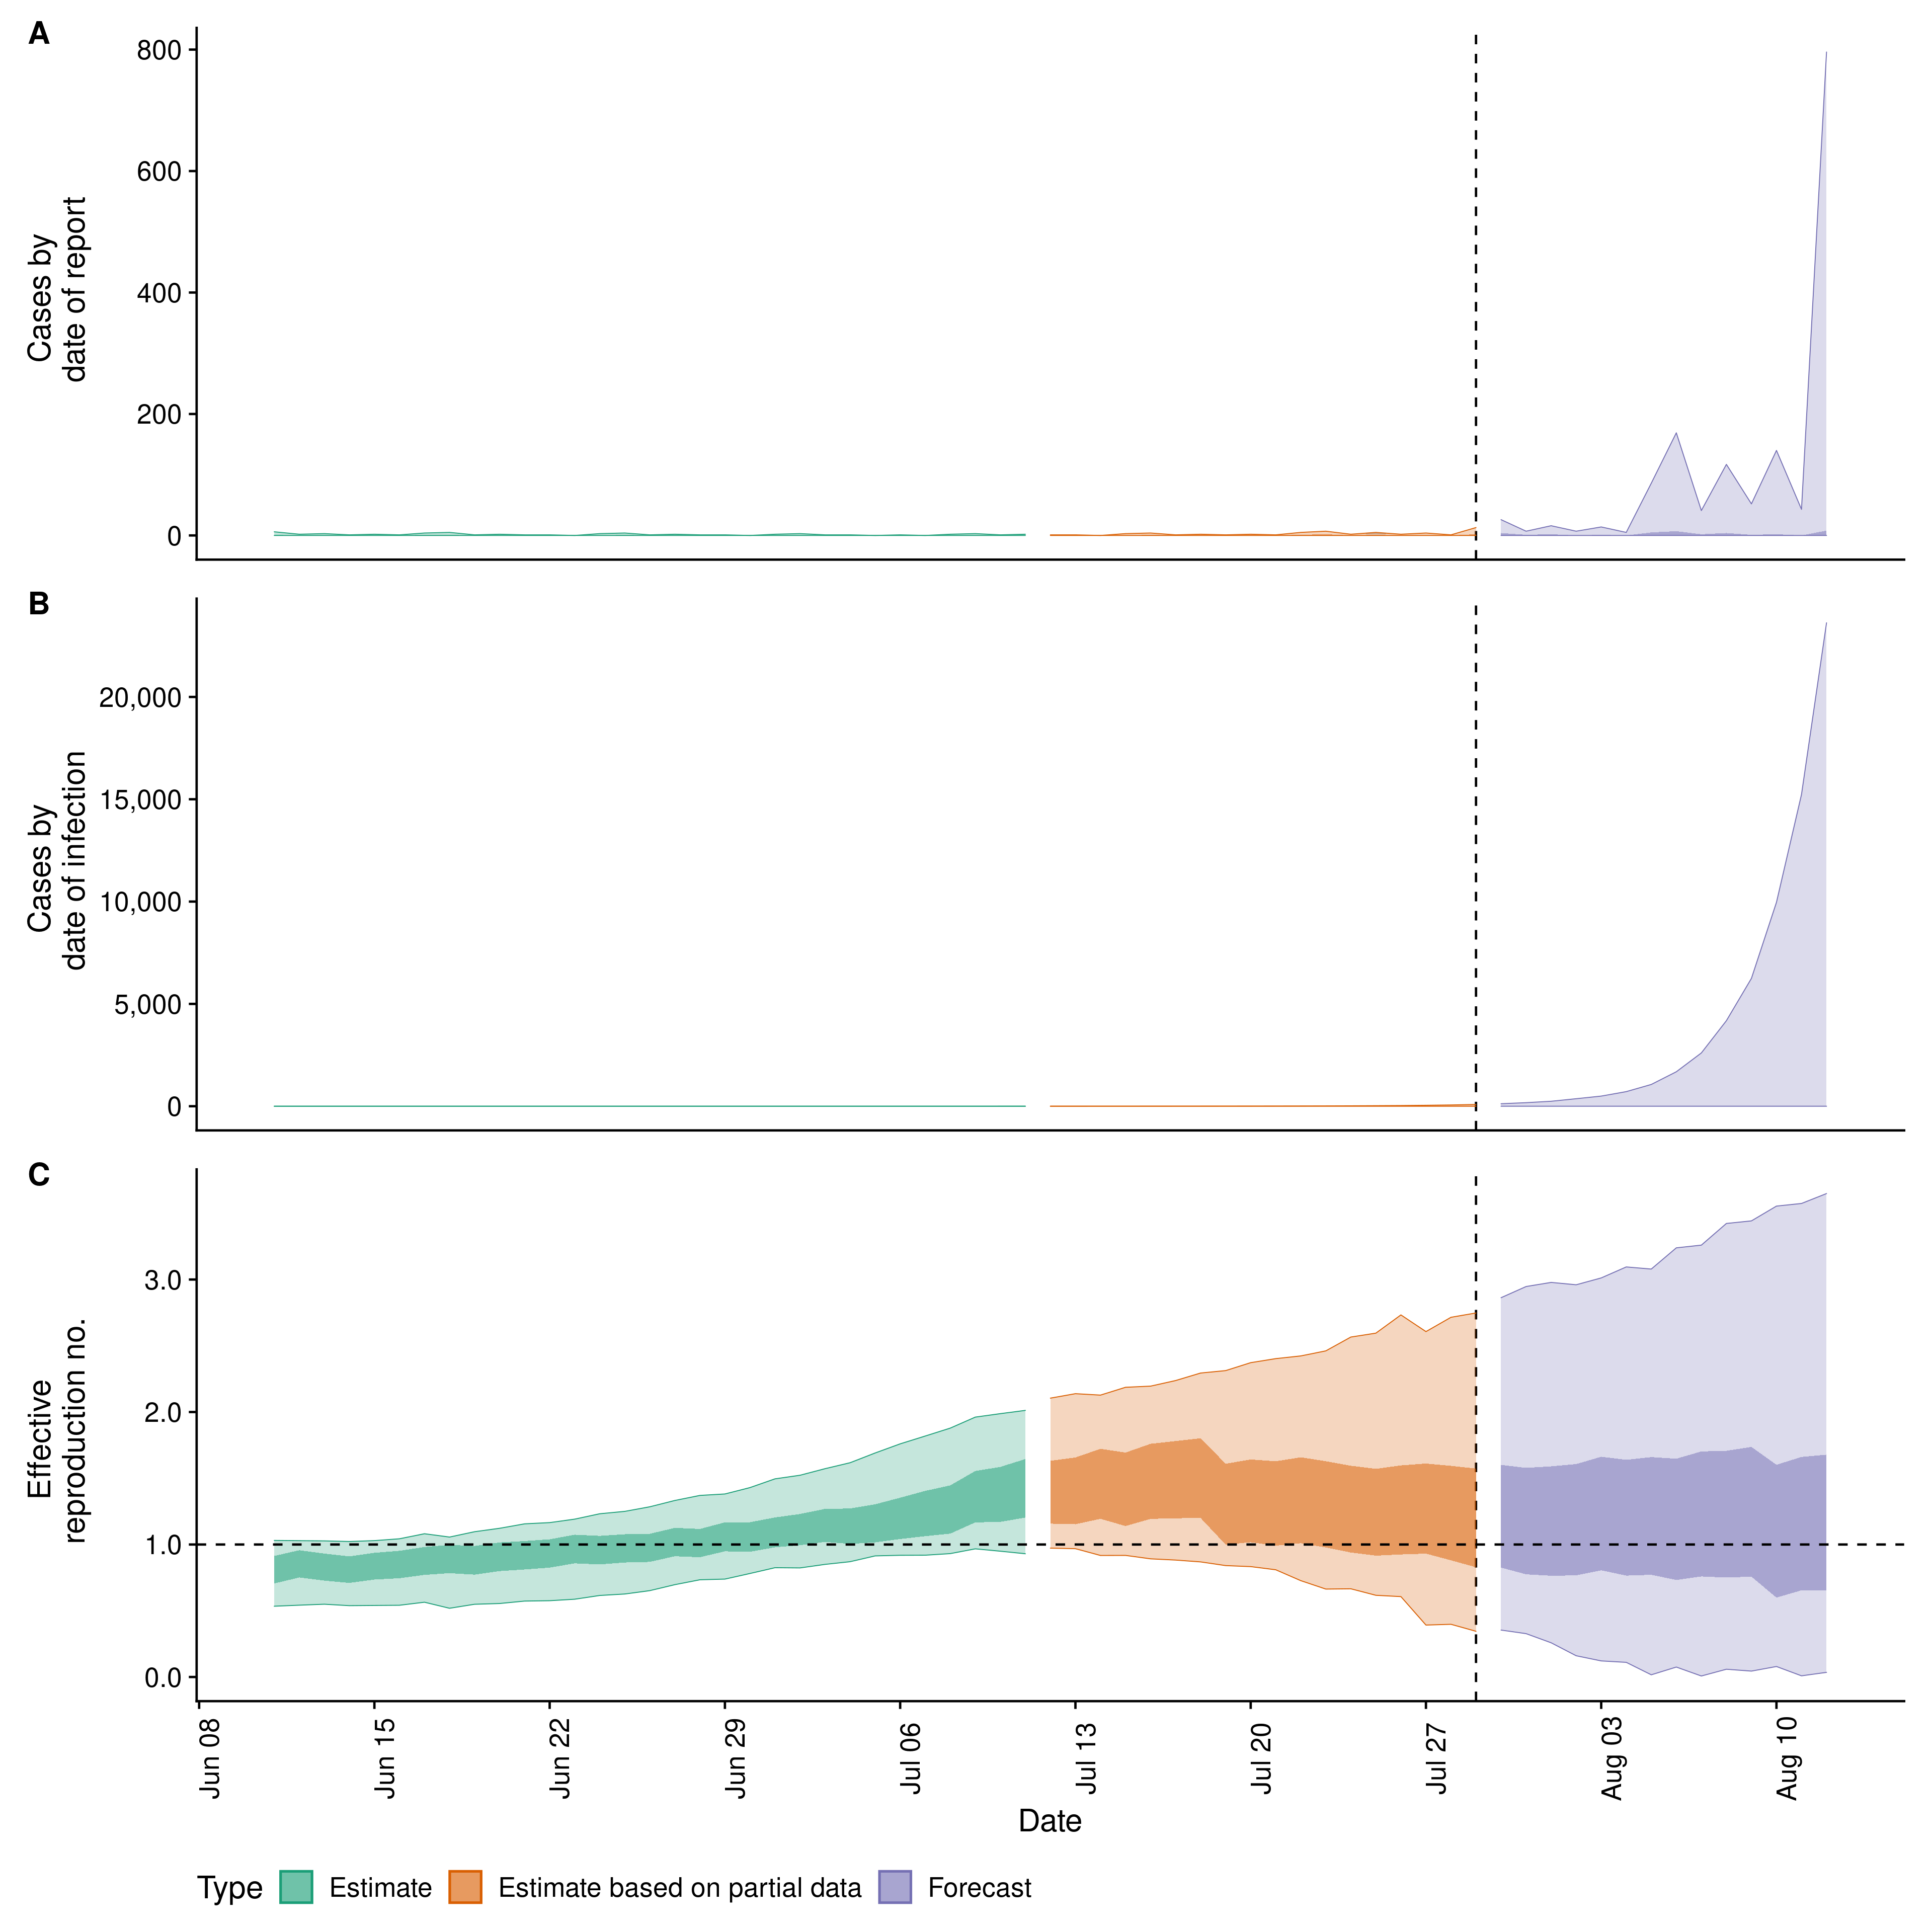 A
Cases by
date of report
800
600
400
200
0
B
Cases by
date of infection
20,000
15,000
10,000
5,000
0
C
Effective
reproduction no.
3.0
2.0
1.0
0.0
Jun 08
Jun 15
Jun 22
Jun 29
Jul 06
Jul 13
Jul 20
Jul 27
Aug 03
Aug 10
Date
Type Estimate Estimate based on partial data Forecast